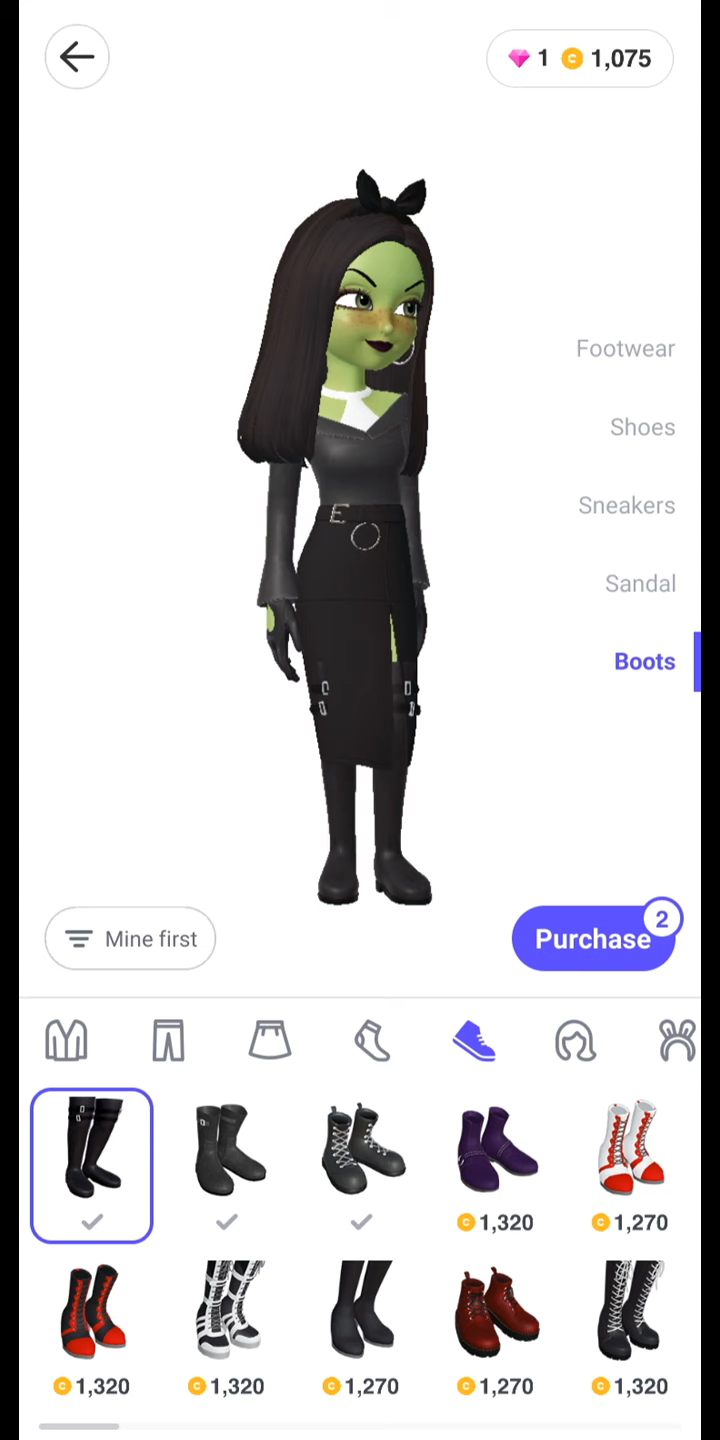 1 1,075
Footwear
Shoes
Sneakers
Sandal
Boots
Mine first
Purchase 2
1,320 1,270
1,320 1,320 1,270 1,270 1,320